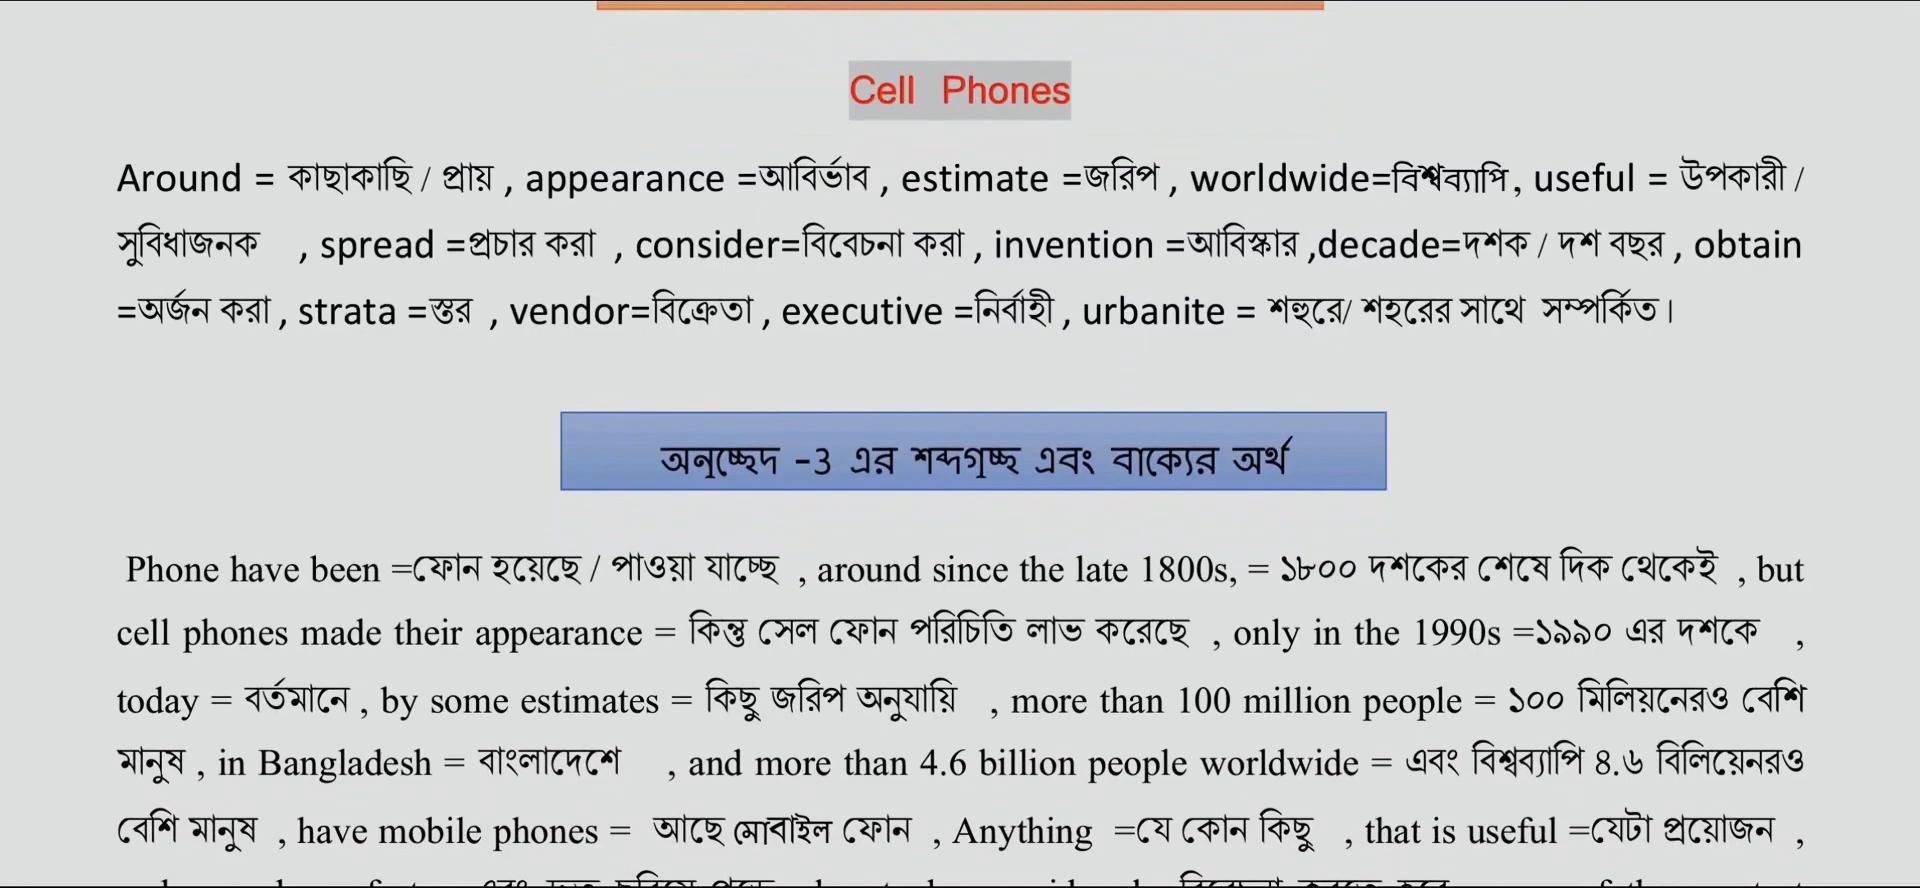 Cell Phones
Around = কাছাকাছি / প্রায় , appearance =আবির্ভাব , estimate =জরিপ , worldwide=বিশ্বব্যাপি, useful = উপকারী /
সুবিধাজনক , spread =প্রচার করা , consider=বিবেচনা করা , invention =আবিস্কার ,decade=দশক / দশ বছর , obtain
=অর্জন করা , strata =স্তর , vendor=বিক্রেতা , executive =নির্বাহী , urbanite = শহুরে/ শহরের সাথে সম্পর্কিত।
অনুচ্ছেদ -3 এর শব্দগুচ্ছ এবং বাক্যের অর্থ
Phone have been =ফোন হয়েছে / পাওয়া যাচ্ছে , around since the late 1800s, = ১৮০০ দশকের শেষে দিক থেকেই , but
cell phones made their appearance = কিন্তু সেল ফোন পরিচিতি লাভ করেছে , only in the 1990s =১৯৯০ এর দশকে ,
today = বর্তমানে , by some estimates = কিছু জরিপ অনুযায়ি , more than 100 million people = ১০০ মিলিয়নেরও বেশি
মানুষ , in Bangladesh = বাংলাদেশে , and more than 4.6 billion people worldwide = এবং বিশ্বব্যাপি ৪.৬ বিলিয়েনরও
বেশি মানুষ , have mobile phones = আছে মোবাইল ফোন , Anything =যে কোন কিছু , that is useful =যেটা প্রয়োজন ,